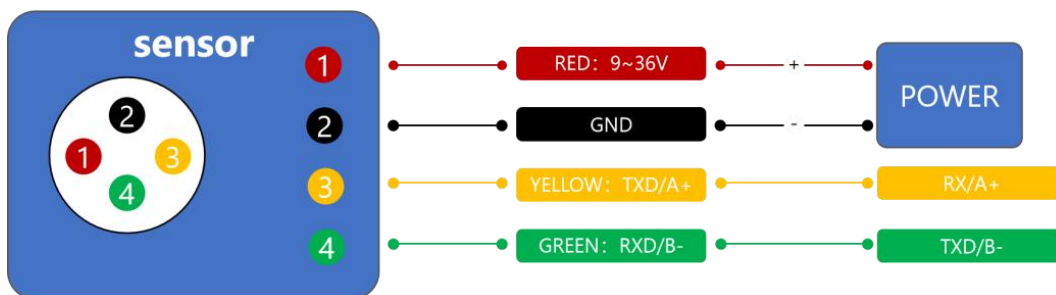 sensor
2
1
3
4
1 RED：9~36V + POWER
2 GND -
3 YELLOW：TXD/A+ RX/A+
4 GREEN：RXD/B- TXD/B-